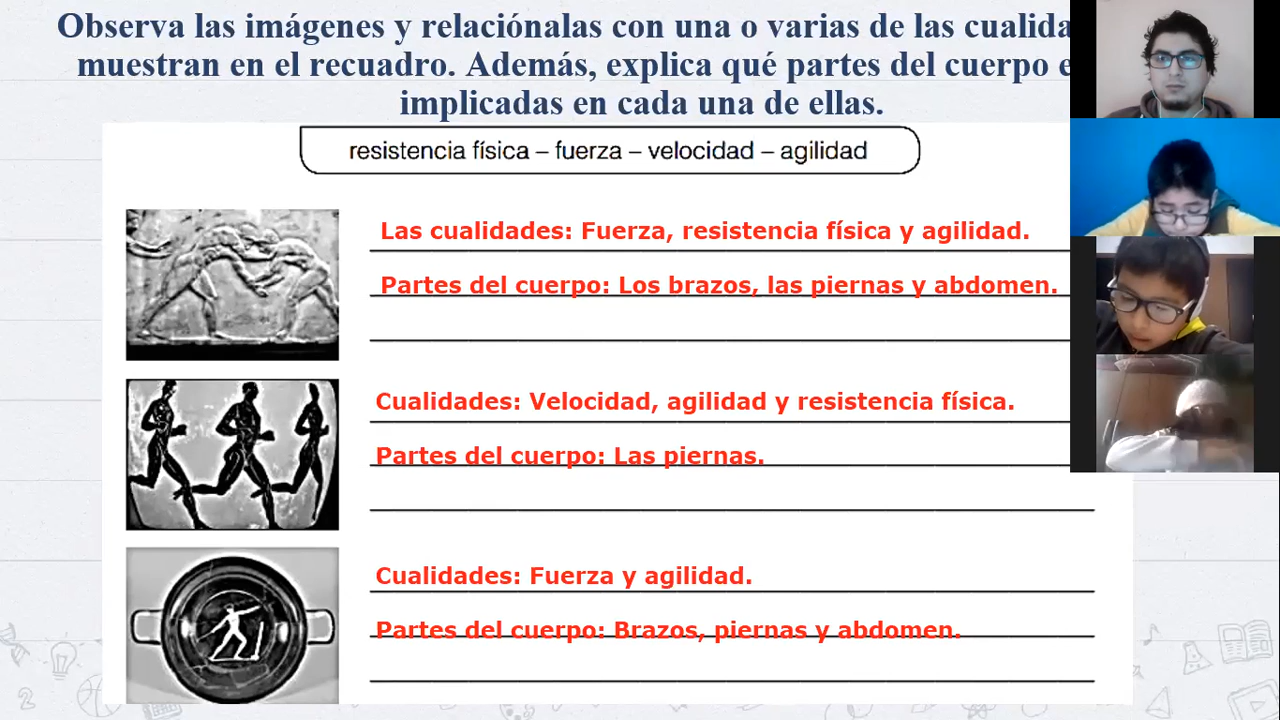 Observa las imágenes y relaciónalas con una o varias de las
muestran en el recuadro. Además, explica qué partes del cuerpo
implicadas en cada una de ellas.
resistencia física – fuerza – velocidad – agilidad
Las cualidades: Fuerza, resistencia física y agilidad.
Partes del cuerpo: Los brazos, las piernas y abdomen.
Cualidades: Velocidad, agilidad y resistencia física.
Partes del cuerpo: Las piernas.
Cualidades: Fuerza y agilidad.
Partes del cuerpo: Brazos, piernas y abdomen.